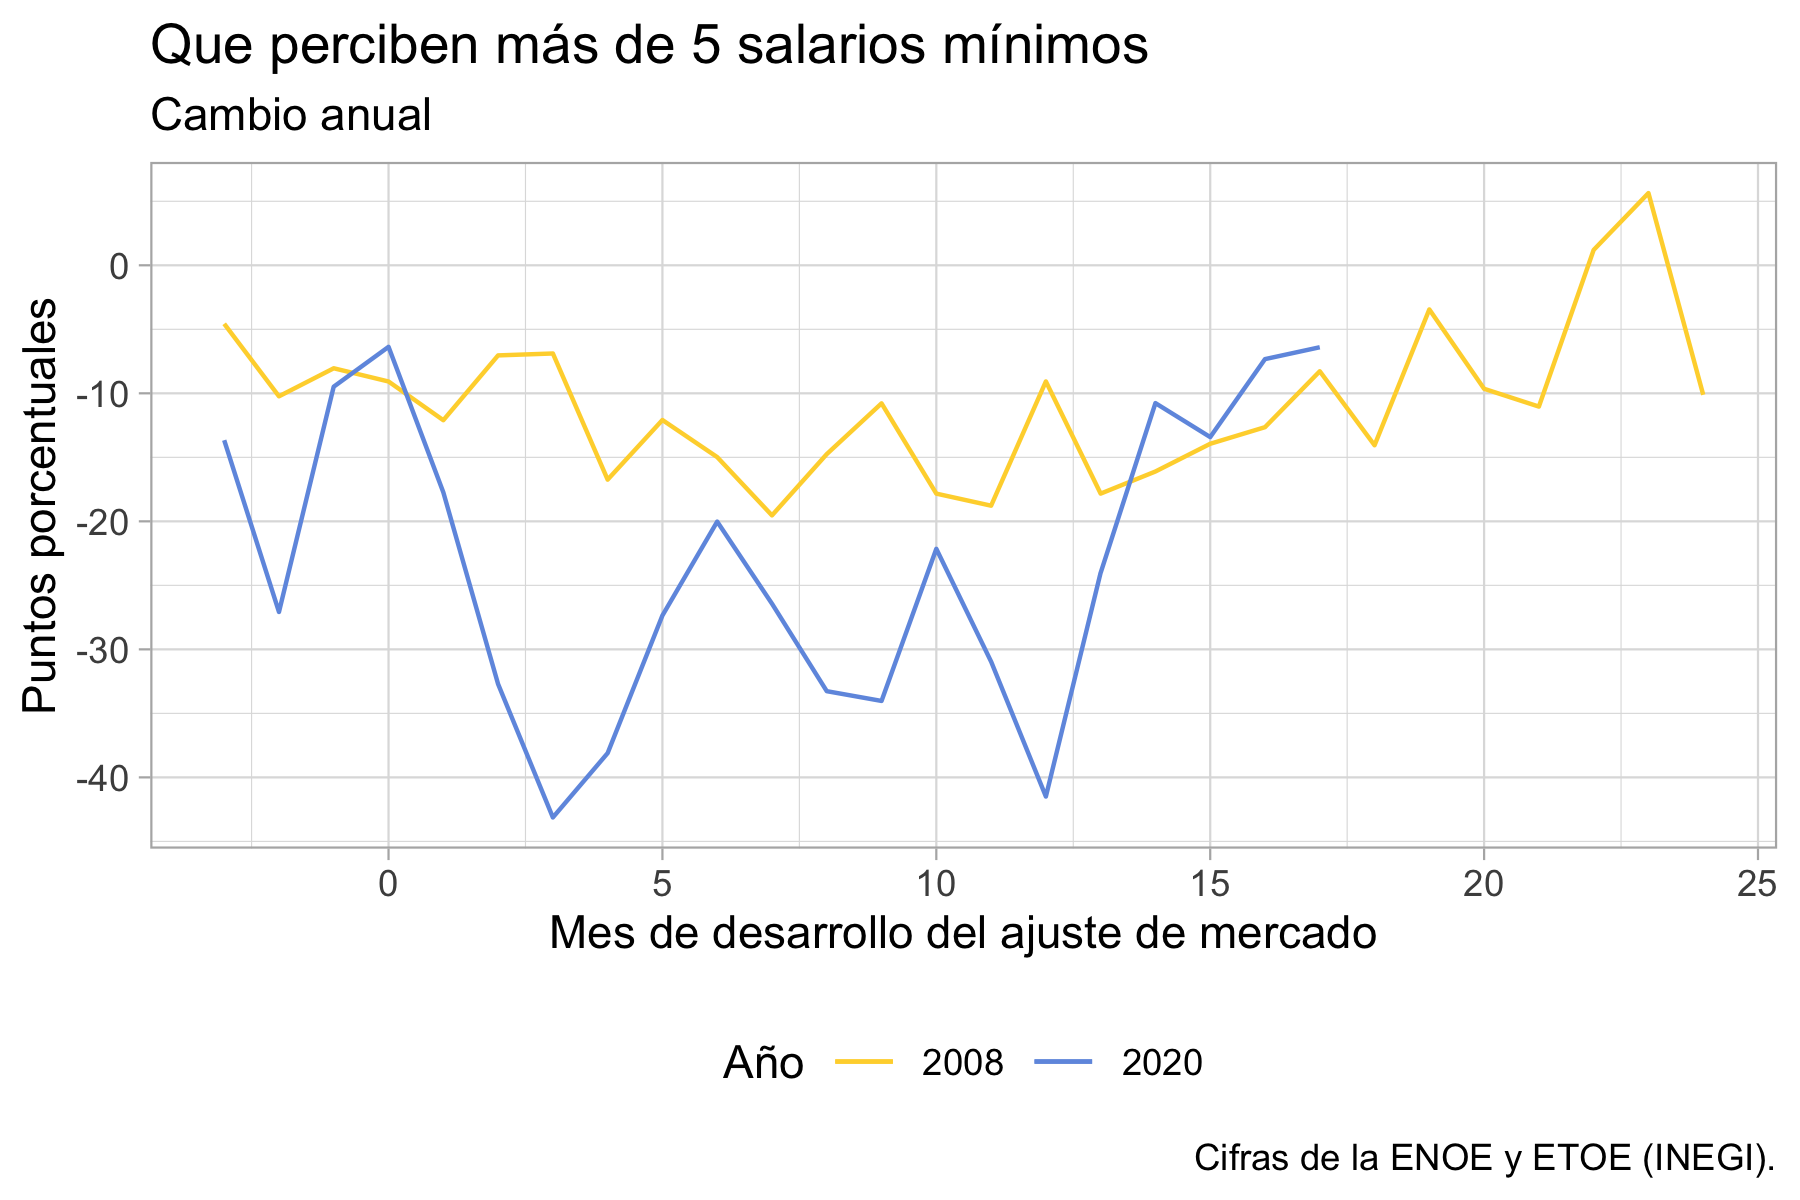 Que perciben más de 5 salarios mínimos
Cambio anual
Puntos porcentuales
0
-10
-20
-30
-40
0 5 10 15 20 25
Mes de desarrollo del ajuste de mercado
Año 2008 2020
Cifras de la ENOE y ETOE (INEGI).